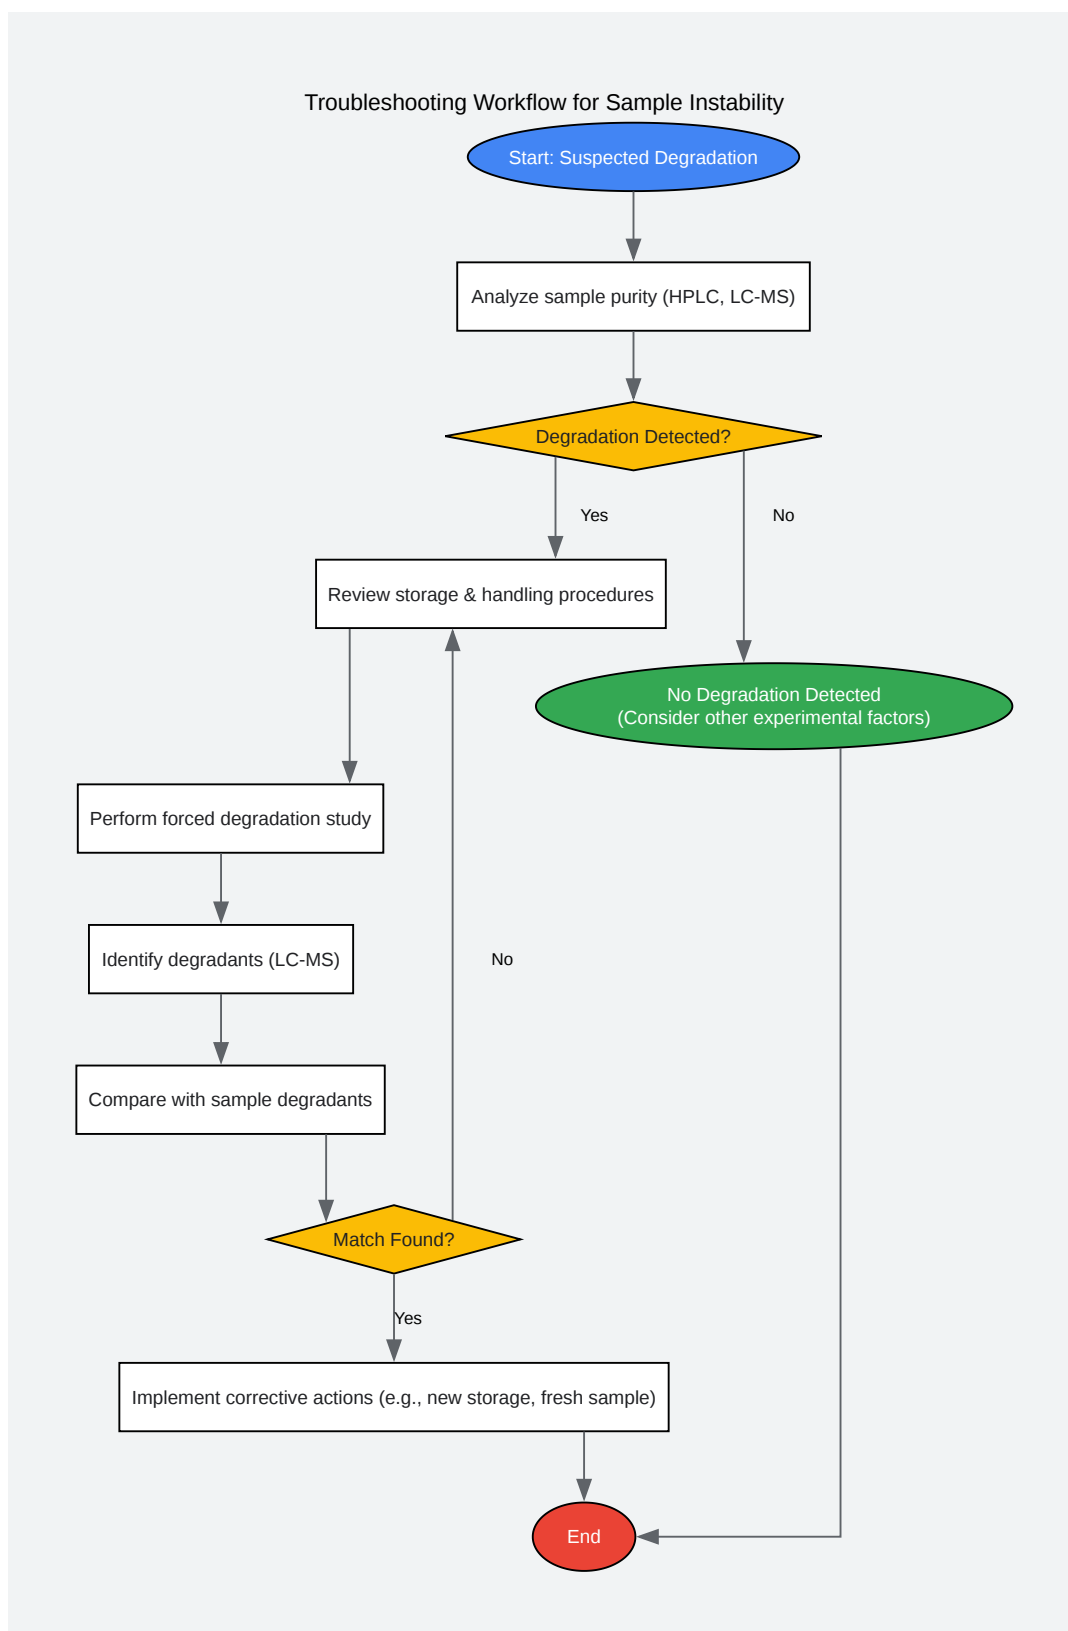 Troubleshooting Workflow for Sample Instability
Start: Suspected Degradation
Analyze sample purity (HPLC, LC-MS)
Degradation Detected?
Yes
No
Review storage & handling procedures
No Degradation Detected
(Consider other experimental factors)
Perform forced degradation study
Identify degradants (LC-MS)
No
Compare with sample degradants
Match Found?
Yes
Implement corrective actions (e.g., new storage, fresh sample)
End